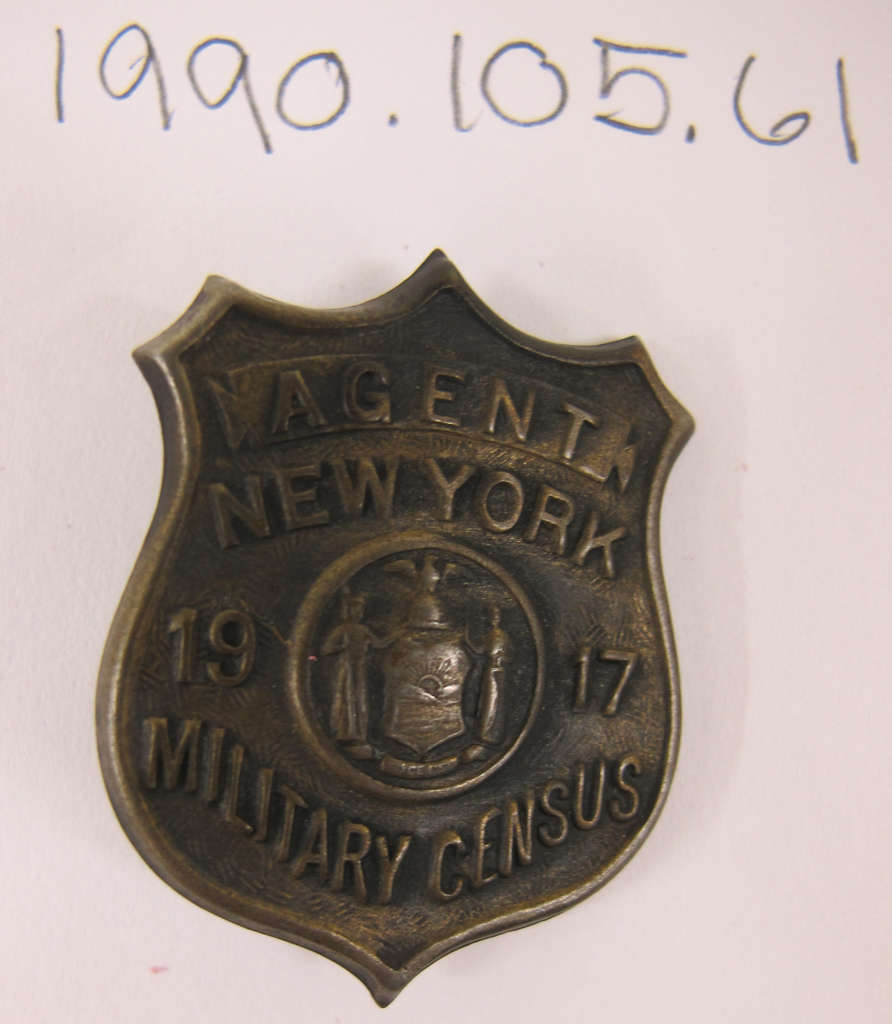 1990.105.61
AGENT
NEW YORK
19 17
MILITARY CENSUS